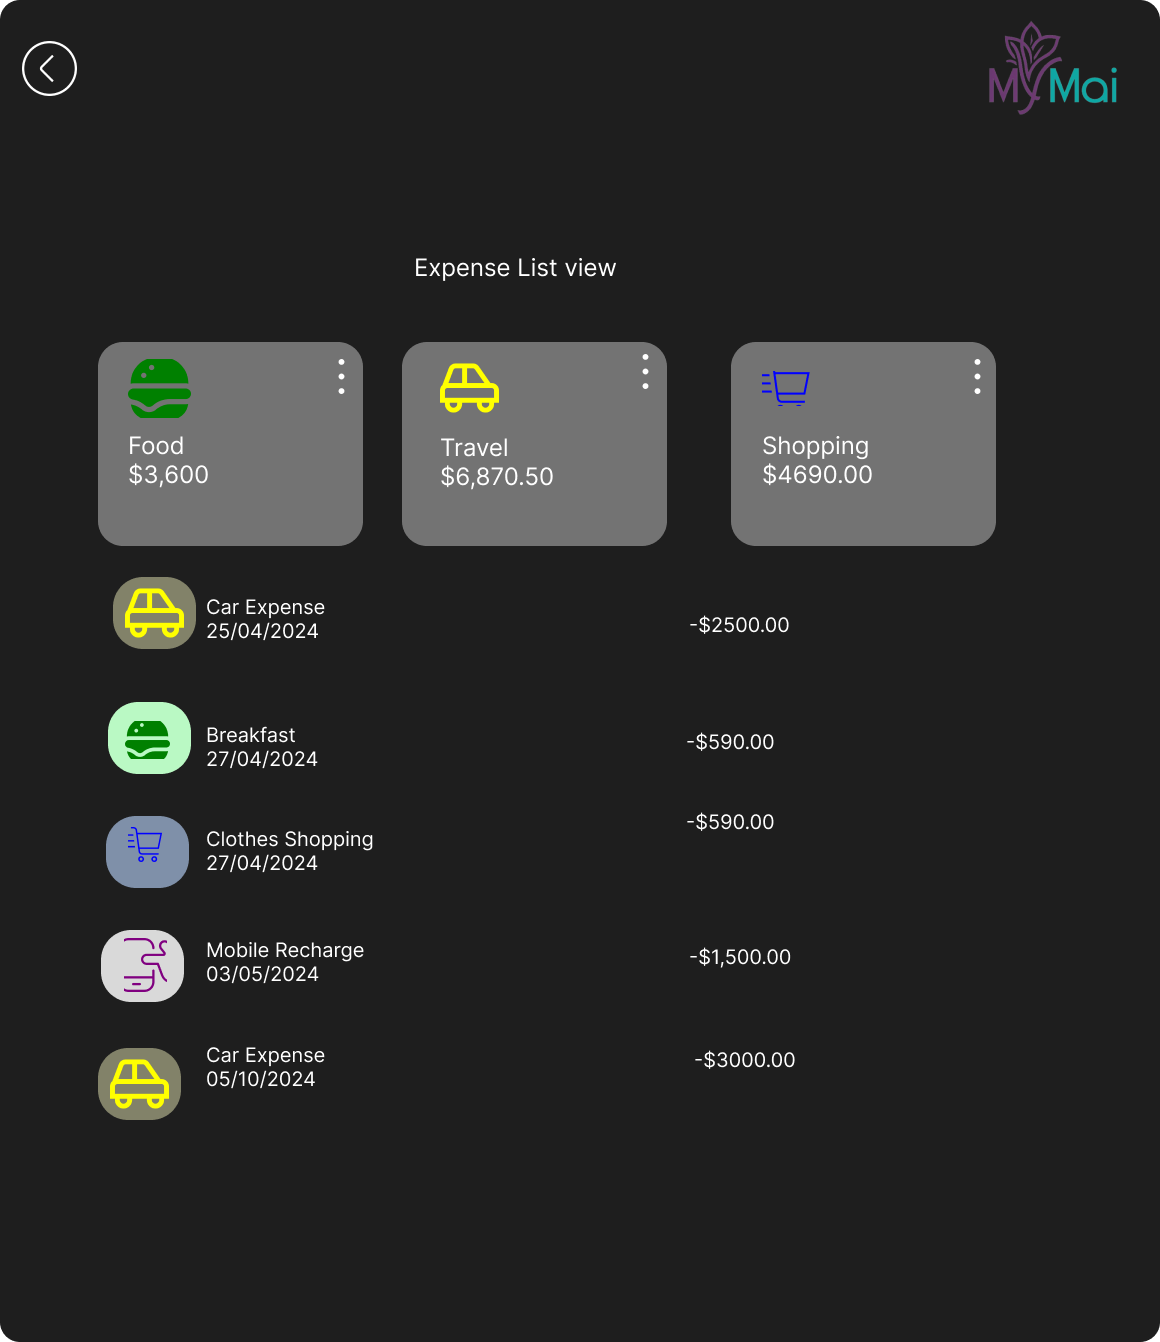 MyMai
Expense List view
Food
$3,600
Travel
$6,870.50
Shopping
$4690.00
Car Expense
25/04/2024
-$2500.00
Breakfast
27/04/2024
-$590.00
Clothes Shopping
27/04/2024
-$590.00
Mobile Recharge
03/05/2024
-$1,500.00
Car Expense
05/10/2024
-$3000.00